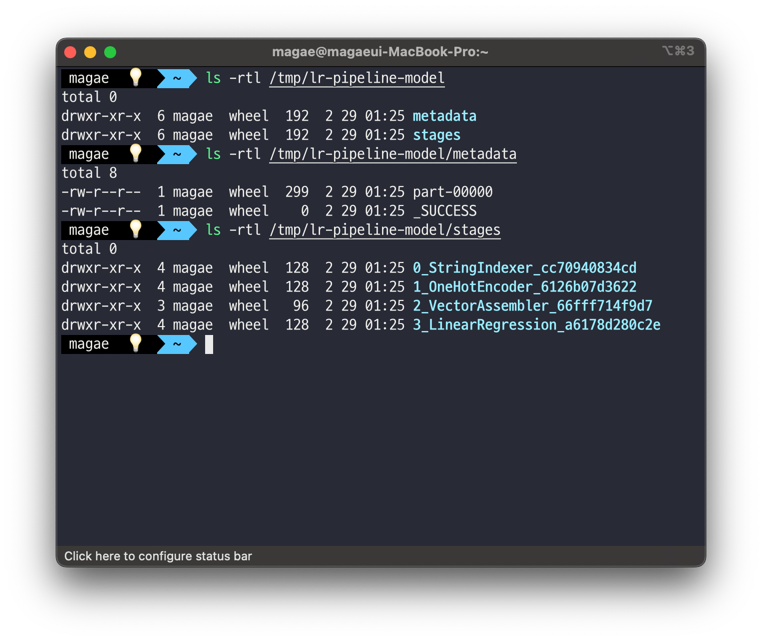 magae@magaeui-MacBook-Pro:~
⌥⌘3
magae 💡 ~ ls -rtl /tmp/lr-pipeline-model
total 0
drwxr-xr-x 6 magae wheel 192 2 29 01:25 metadata
drwxr-xr-x 6 magae wheel 192 2 29 01:25 stages
magae 💡 ~ ls -rtl /tmp/lr-pipeline-model/metadata
total 8
-rw-r--r-- 1 magae wheel 299 2 29 01:25 part-00000
-rw-r--r-- 1 magae wheel 0 2 29 01:25 _SUCCESS
magae 💡 ~ ls -rtl /tmp/lr-pipeline-model/stages
total 0
drwxr-xr-x 4 magae wheel 128 2 29 01:25 0_StringIndexer_cc70940834cd
drwxr-xr-x 4 magae wheel 128 2 29 01:25 1_OneHotEncoder_6126b07d3622
drwxr-xr-x 3 magae wheel 96 2 29 01:25 2_VectorAssembler_66fff714f9d7
drwxr-xr-x 4 magae wheel 128 2 29 01:25 3_LinearRegression_a6178d280c2e
magae 💡 ~
Click here to configure status bar